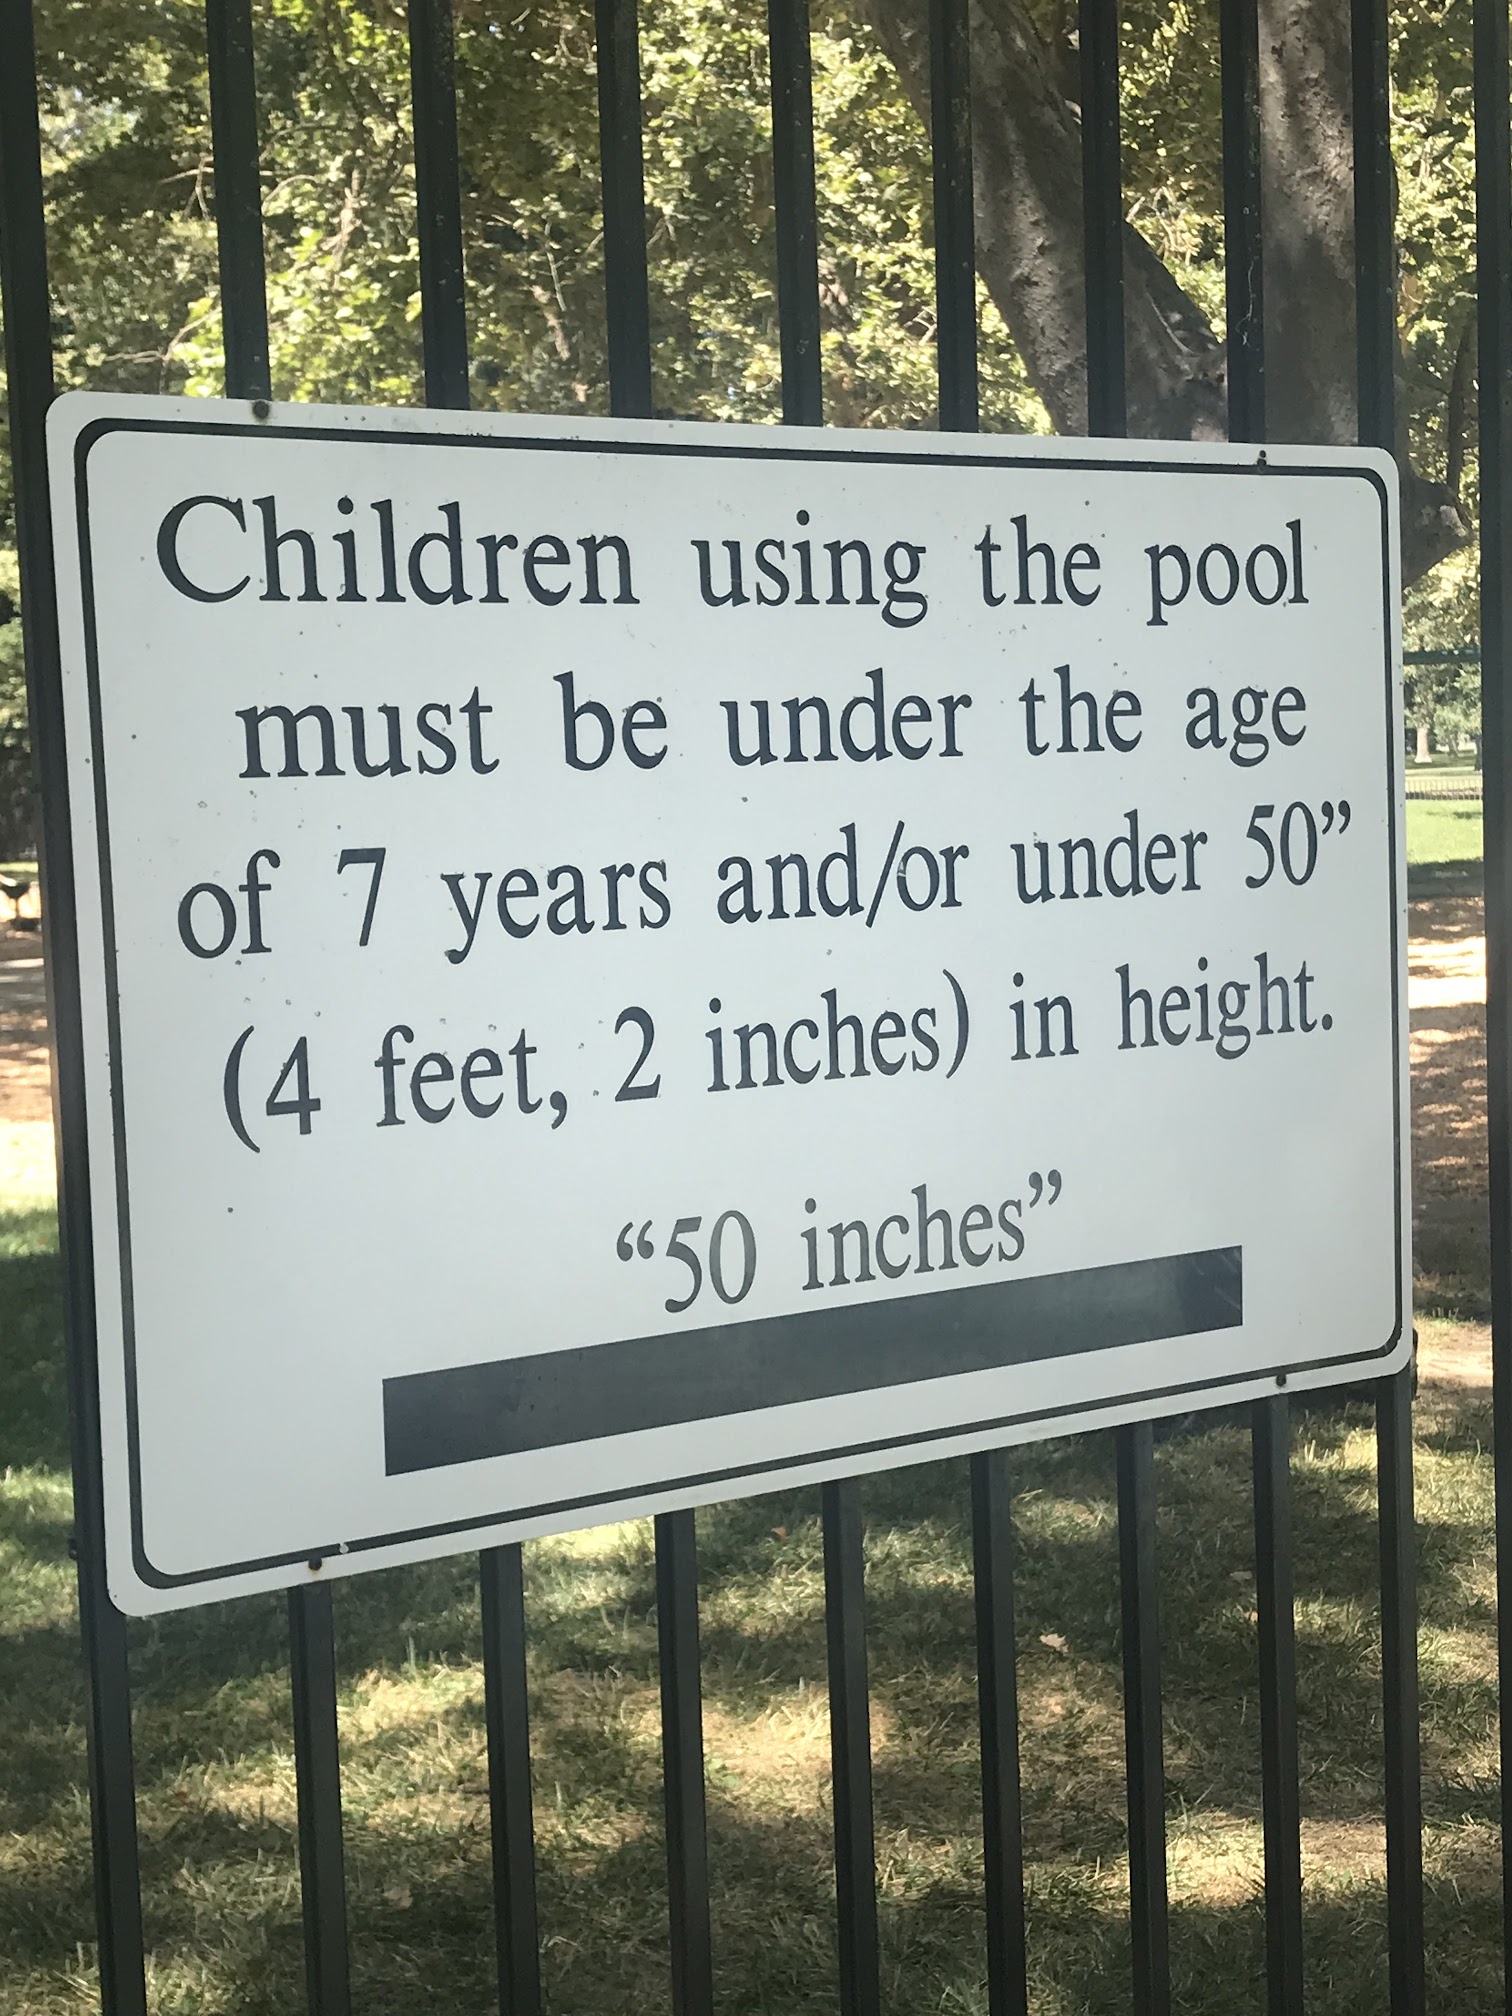 Children using the pool
must be under the age
of 7 years and/or under 50”
(4 feet, 2 inches) in height.
“50 inches”